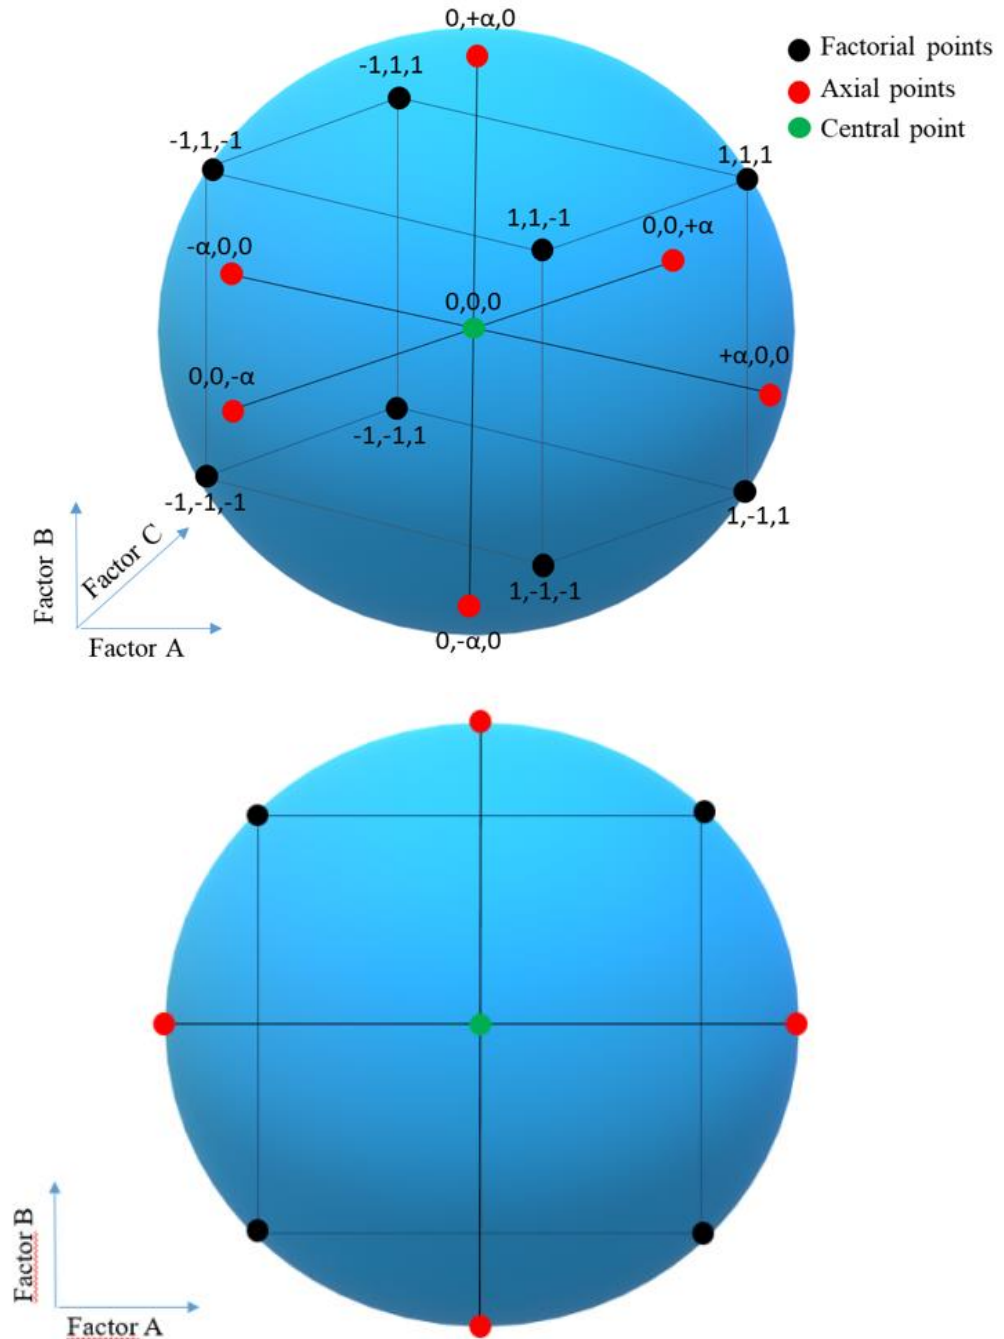 0,+α,0
Factorial points
-1,1,1
Axial points
Central point
-1,1,-1
1,1,1
1,1,-1
0,0,+α
-α,0,0
0,0,0
+α,0,0
0,0,-α
-1,-1,1
-1,-1,-1
1,-1,1
Factor B
Factor C
1,-1,-1
0,-α,0
Factor A
Factor B
Factor A